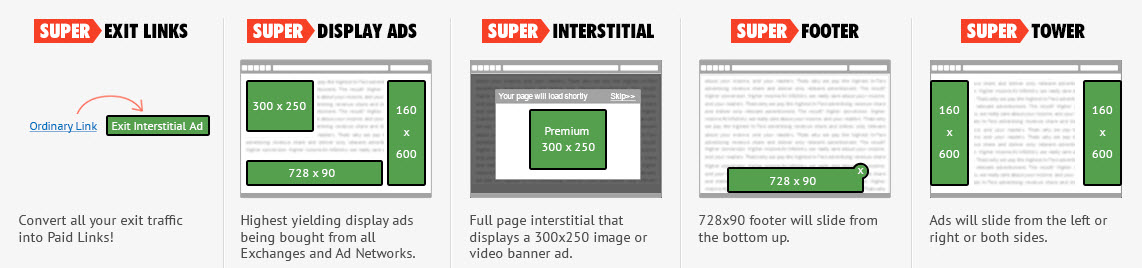 SUPER EXIT LINKS
Ordinary Link
Exit Interstitial Ad
Convert all your exit traffic
into Paid Links!
SUPER DISPLAY ADS
300 x 250
160
x
600
728 x 90
Highest yielding display ads
being bought from all
Exchanges and Ad Networks.
SUPER INTERSTITIAL
Your page will load shortly
Skip>>
Premium
300 x 250
Full page interstitial that
displays a 300x250 image or
video banner ad.
SUPER FOOTER
728 x 90
x
728x90 footer will slide from
the bottom up.
SUPER TOWER
160
x
600
160
x
600
Ads will slide from the left or
right or both sides.